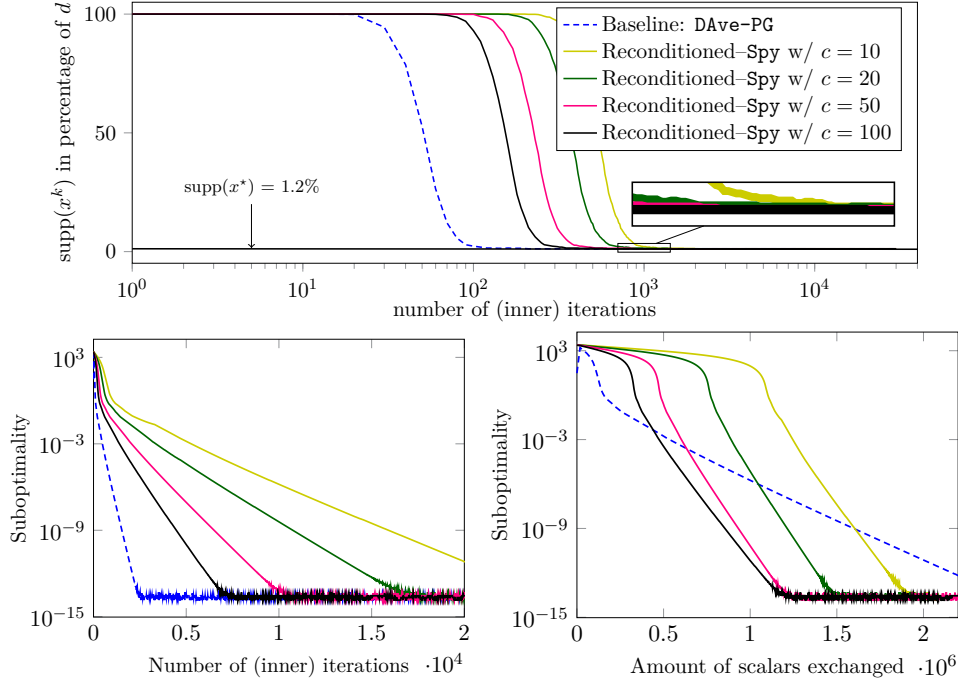 supp(x^k) in percentage of d
100
50
0
supp(x^⋆) = 1.2%
Baseline: DAve-PG
Reconditioned–Spy w/ c = 10
Reconditioned–Spy w/ c = 20
Reconditioned–Spy w/ c = 50
Reconditioned–Spy w/ c = 100
10^0 10^1 10^2 10^3 10^4
number of (inner) iterations
Suboptimality
10^3
10^−3
10^−9
10^−15
0 0.5 1 1.5 2
Number of (inner) iterations ·10^4
Suboptimality
10^3
10^−3
10^−9
10^−15
0 0.5 1 1.5 2
Amount of scalars exchanged ·10^6